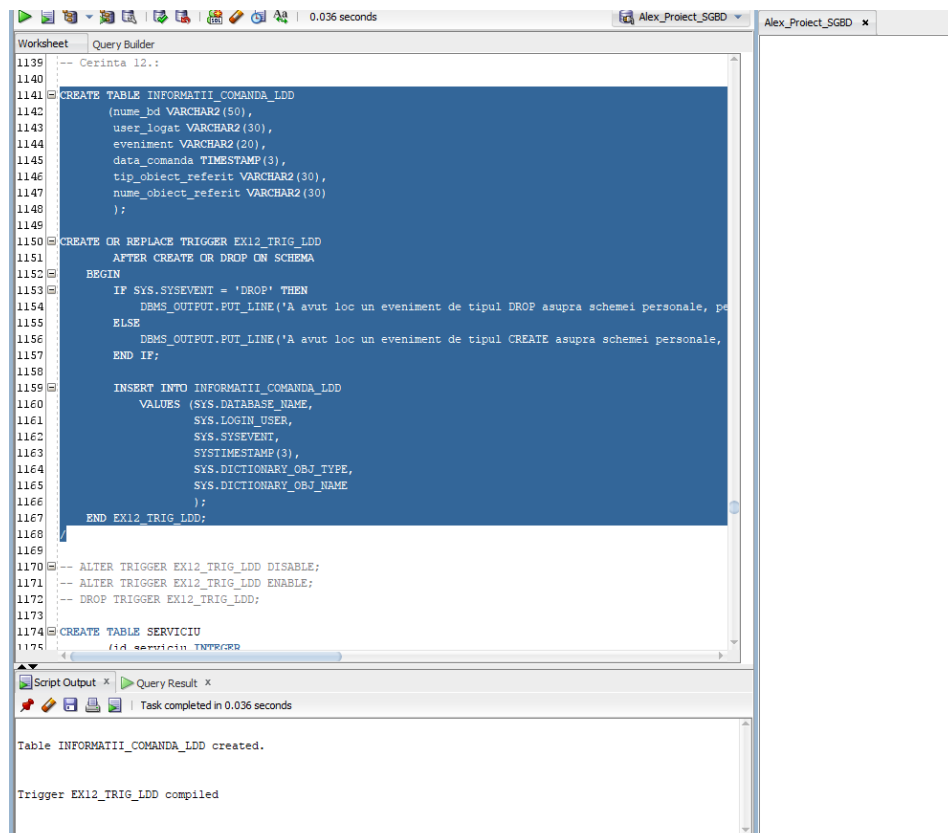 0.036 seconds
Alex_Proiect_SGBD
Alex_Proiect_SGBD ×
Worksheet Query Builder
1139 -- Cerinta 12.:
1140
1141 CREATE TABLE INFORMATII_COMANDA_LDD
1142 (nume_bd VARCHAR2(50),
1143 user_logat VARCHAR2(30),
1144 eveniment VARCHAR2(20),
1145 data_comanda TIMESTAMP(3),
1146 tip_obiect_referit VARCHAR2(30),
1147 nume_obiect_referit VARCHAR2(30)
1148 );
1149
1150 CREATE OR REPLACE TRIGGER EX12_TRIG_LDD
1151 AFTER CREATE OR DROP ON SCHEMA
1152 BEGIN
1153 IF SYS.SYSEVENT = 'DROP' THEN
1154 DBMS_OUTPUT.PUT_LINE('A avut loc un eveniment de tipul DROP asupra schemei personale, pe
1155 ELSE
1156 DBMS_OUTPUT.PUT_LINE('A avut loc un eveniment de tipul CREATE asupra schemei personale,
1157 END IF;
1158
1159 INSERT INTO INFORMATII_COMANDA_LDD
1160 VALUES (SYS.DATABASE_NAME,
1161 SYS.LOGIN_USER,
1162 SYS.SYSEVENT,
1163 SYSTIMESTAMP(3),
1164 SYS.DICTIONARY_OBJ_TYPE,
1165 SYS.DICTIONARY_OBJ_NAME
1166 );
1167 END EX12_TRIG_LDD;
1168 /
1169
1170 -- ALTER TRIGGER EX12_TRIG_LDD DISABLE;
1171 -- ALTER TRIGGER EX12_TRIG_LDD ENABLE;
1172 -- DROP TRIGGER EX12_TRIG_LDD;
1173
1174 CREATE TABLE SERVICIU
1175 (id_serviciu INTEGER
Script Output × Query Result ×
Task completed in 0.036 seconds
Table INFORMATII_COMANDA_LDD created.
Trigger EX12_TRIG_LDD compiled